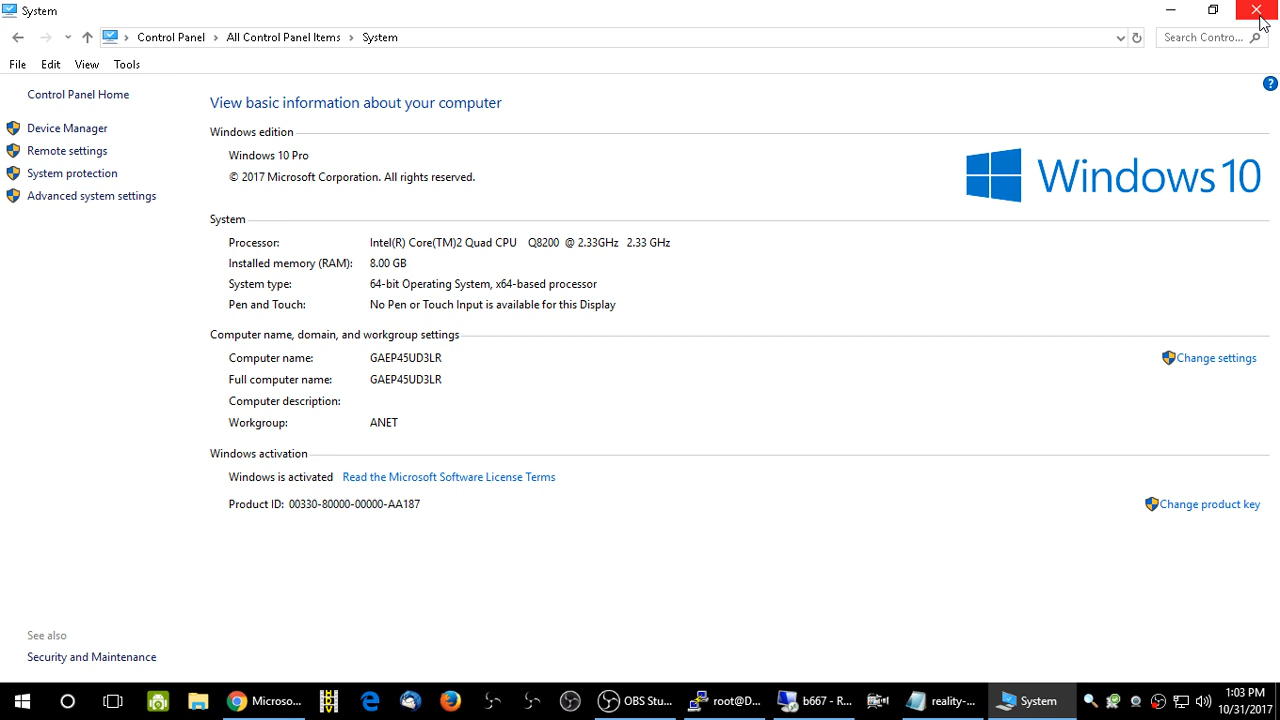 System
Control Panel > All Control Panel Items > System
Search Contro...
File Edit View Tools
Control Panel Home
Device Manager
Remote settings
System protection
Advanced system settings
View basic information about your computer
Windows edition
Windows 10 Pro
© 2017 Microsoft Corporation. All rights reserved.
Windows 10
System
Processor: Intel(R) Core(TM)2 Quad CPU Q8200 @ 2.33GHz 2.33 GHz
Installed memory (RAM): 8.00 GB
System type: 64-bit Operating System, x64-based processor
Pen and Touch: No Pen or Touch Input is available for this Display
Computer name, domain, and workgroup settings
Computer name: GAEP45UD3LR
Change settings
Full computer name: GAEP45UD3LR
Computer description:
Workgroup: ANET
Windows activation
Windows is activated Read the Microsoft Software License Terms
Product ID: 00330-80000-00000-AA187
Change product key
See also
Security and Maintenance
Microso... OBS Stu... root@D... b667 - R... reality-... System
1:03 PM
10/31/2017